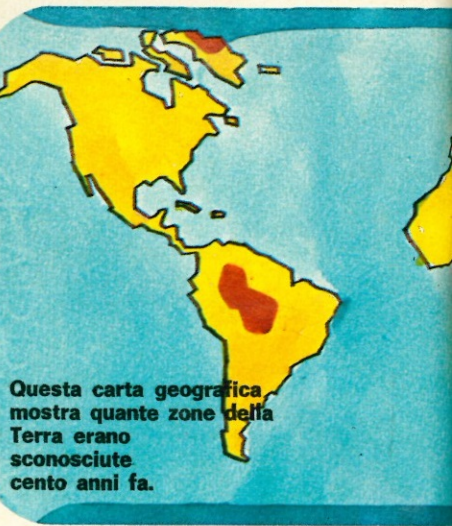 Questa carta geografica
mostra quante zone della
Terra erano
sconosciute
cento anni fa.